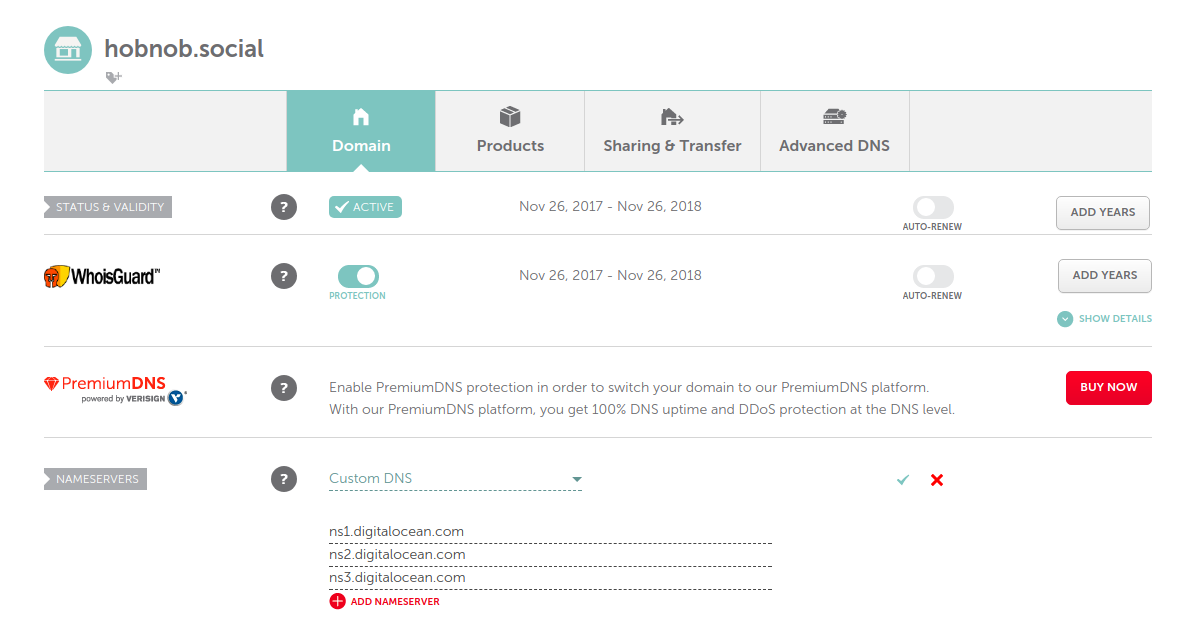 hobnob.social
Domain
Products
Sharing & Transfer
Advanced DNS
STATUS & VALIDITY
?
ACTIVE
Nov 26, 2017 - Nov 26, 2018
AUTO-RENEW
ADD YEARS
WhoisGuard™
?
PROTECTION
Nov 26, 2017 - Nov 26, 2018
AUTO-RENEW
ADD YEARS
SHOW DETAILS
PremiumDNS
powered by VERISIGN
?
Enable PremiumDNS protection in order to switch your domain to our PremiumDNS platform.
With our PremiumDNS platform, you get 100% DNS uptime and DDoS protection at the DNS level.
BUY NOW
NAMESERVERS
?
Custom DNS
ns1.digitalocean.com
ns2.digitalocean.com
ns3.digitalocean.com
ADD NAMESERVER